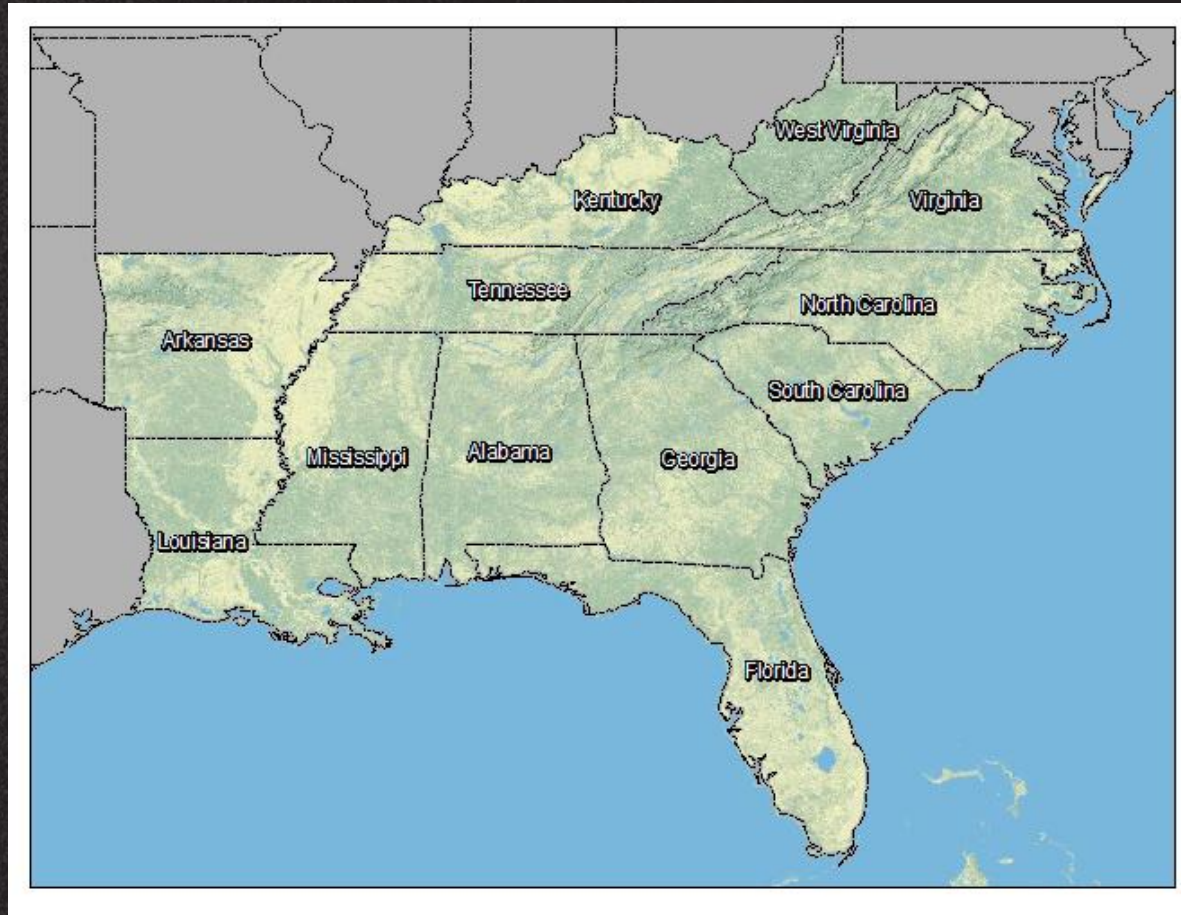 West Virginia
Kentucky
Virginia
Tennessee
North Carolina
Arkansas
South Carolina
Mississippi
Alabama
Georgia
Louisiana
Florida